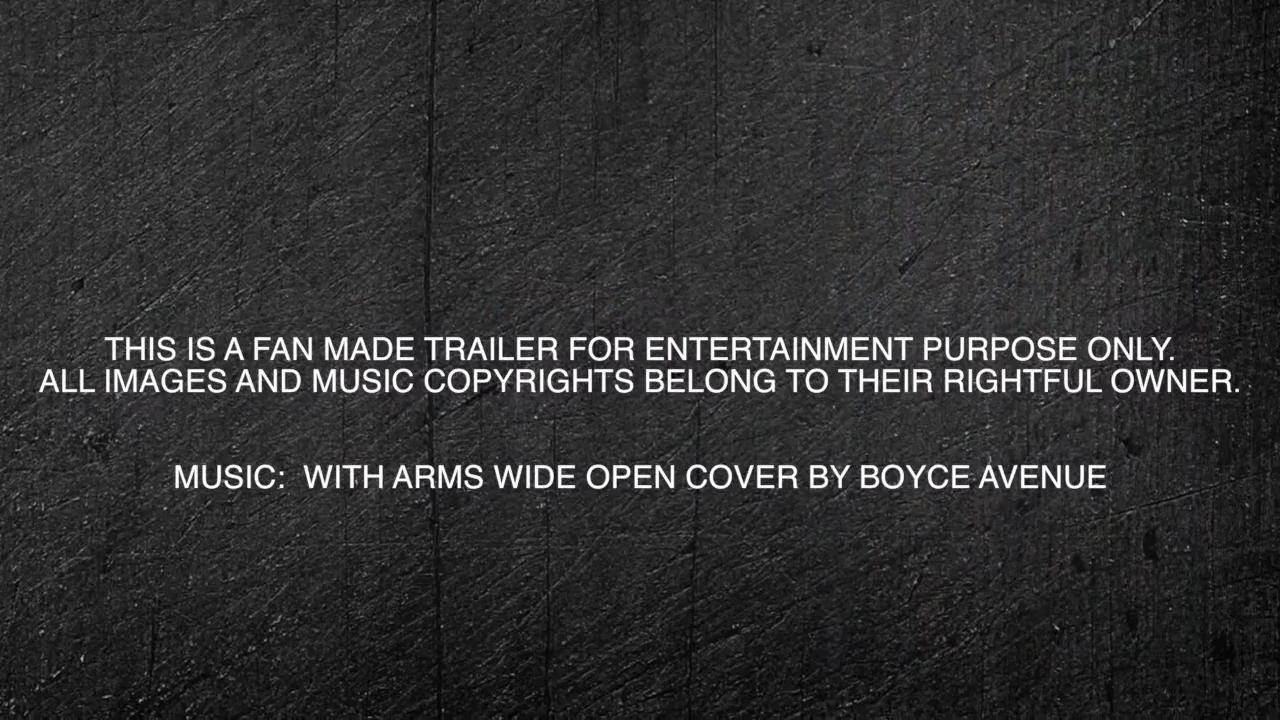 THIS IS A FAN MADE TRAILER FOR ENTERTAINMENT PURPOSE ONLY.
ALL IMAGES AND MUSIC COPYRIGHTS BELONG TO THEIR RIGHTFUL OWNER.
MUSIC:  WITH ARMS WIDE OPEN COVER BY BOYCE AVENUE